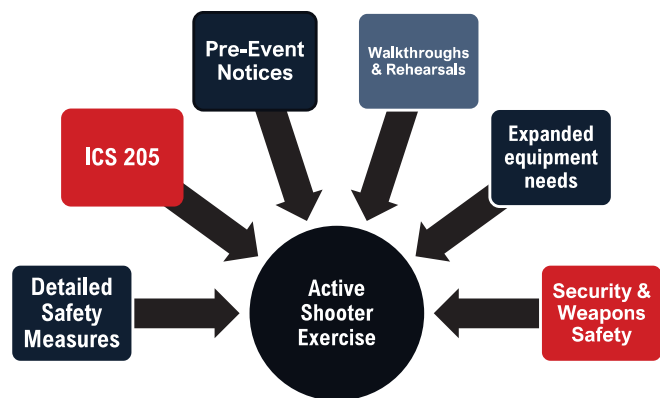 Pre-Event
Notices
Walkthroughs
& Rehearsals
ICS 205
Expanded
equipment
needs
Detailed
Safety
Measures
Active
Shooter
Exercise
Security &
Weapons
Safety